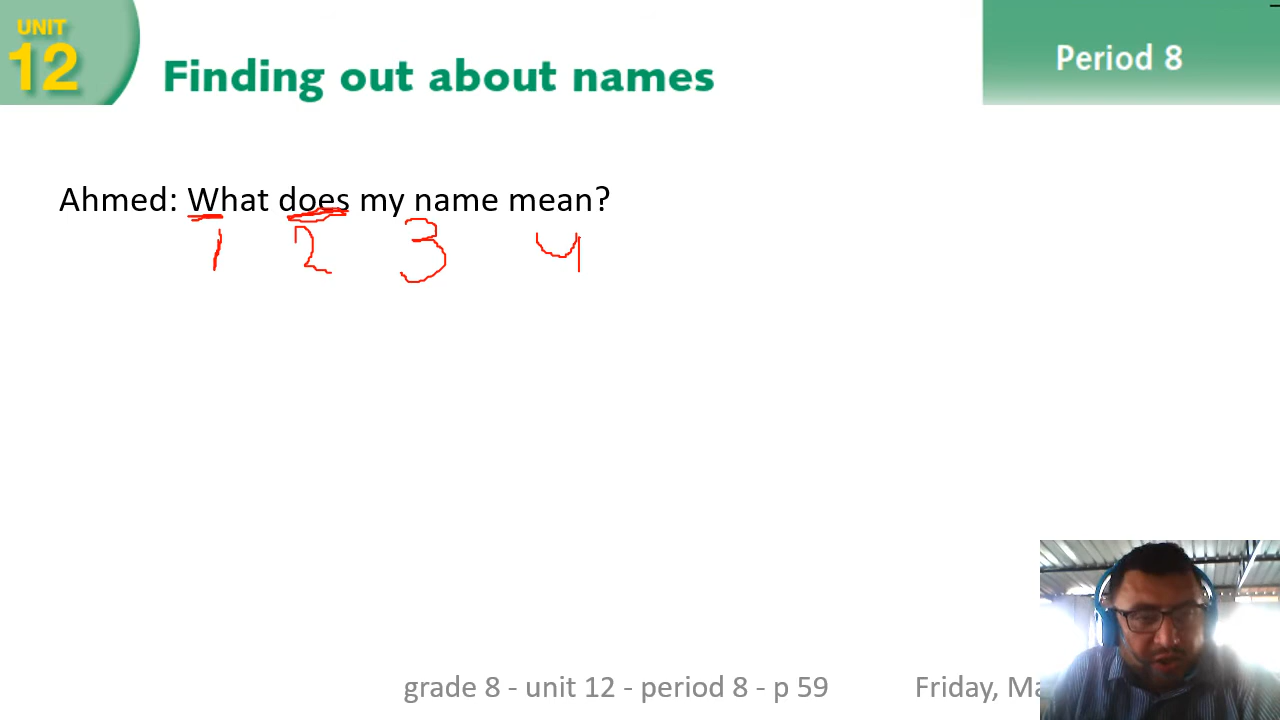 UNIT
12
Finding out about names
Period 8
Ahmed: What does my name mean?
1 2 3 4
grade 8 - unit 12 - period 8 - p 59
Friday,